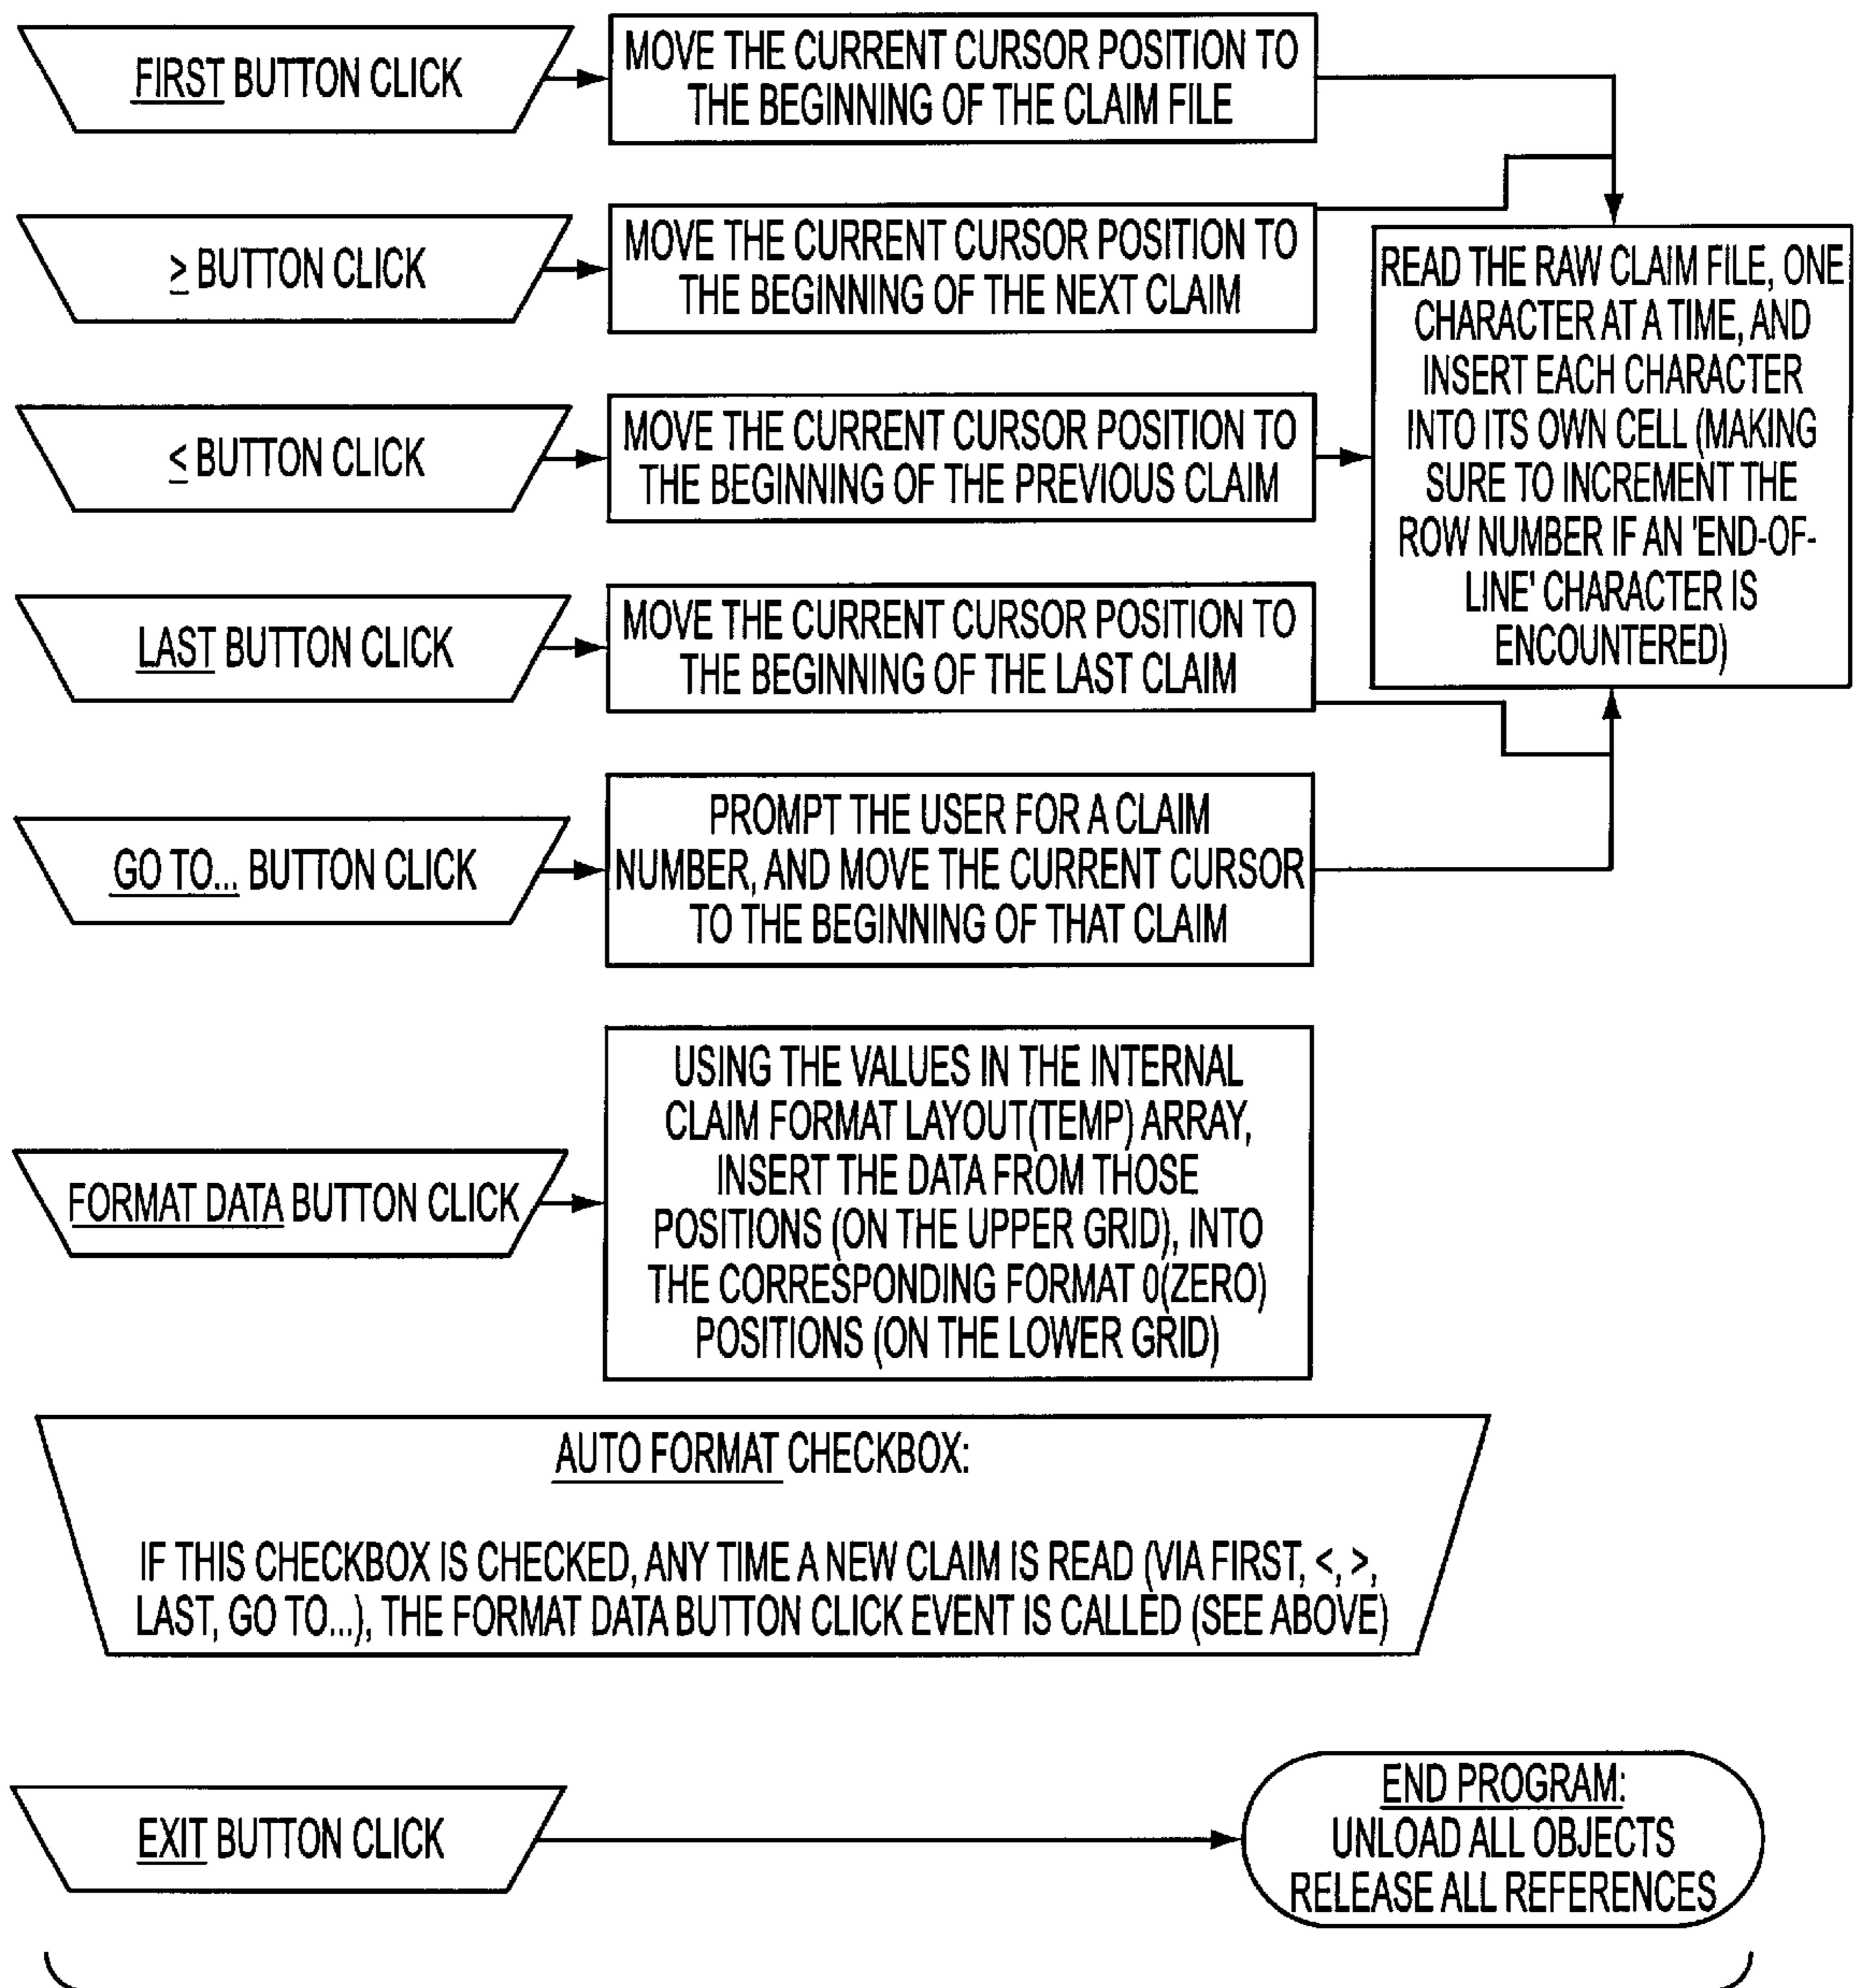 FIRST BUTTON CLICK
MOVE THE CURRENT CURSOR POSITION TO
THE BEGINNING OF THE CLAIM FILE
> BUTTON CLICK
MOVE THE CURRENT CURSOR POSITION TO
THE BEGINNING OF THE NEXT CLAIM
< BUTTON CLICK
MOVE THE CURRENT CURSOR POSITION TO
THE BEGINNING OF THE PREVIOUS CLAIM
LAST BUTTON CLICK
MOVE THE CURRENT CURSOR POSITION TO
THE BEGINNING OF THE LAST CLAIM
GO TO... BUTTON CLICK
PROMPT THE USER FOR A CLAIM
NUMBER, AND MOVE THE CURRENT CURSOR
TO THE BEGINNING OF THAT CLAIM
READ THE RAW CLAIM FILE, ONE
CHARACTER AT A TIME, AND
INSERT EACH CHARACTER
INTO ITS OWN CELL (MAKING
SURE TO INCREMENT THE
ROW NUMBER IF AN 'END-OF-
LINE' CHARACTER IS
ENCOUNTERED)
FORMAT DATA BUTTON CLICK
USING THE VALUES IN THE INTERNAL
CLAIM FORMAT LAYOUT(TEMP) ARRAY,
INSERT THE DATA FROM THOSE
POSITIONS (ON THE UPPER GRID), INTO
THE CORRESPONDING FORMAT 0(ZERO)
POSITIONS (ON THE LOWER GRID)
AUTO FORMAT CHECKBOX:
IF THIS CHECKBOX IS CHECKED, ANY TIME A NEW CLAIM IS READ (VIA FIRST, <, >,
LAST, GO TO...), THE FORMAT DATA BUTTON CLICK EVENT IS CALLED (SEE ABOVE)
EXIT BUTTON CLICK
END PROGRAM:
UNLOAD ALL OBJECTS
RELEASE ALL REFERENCES